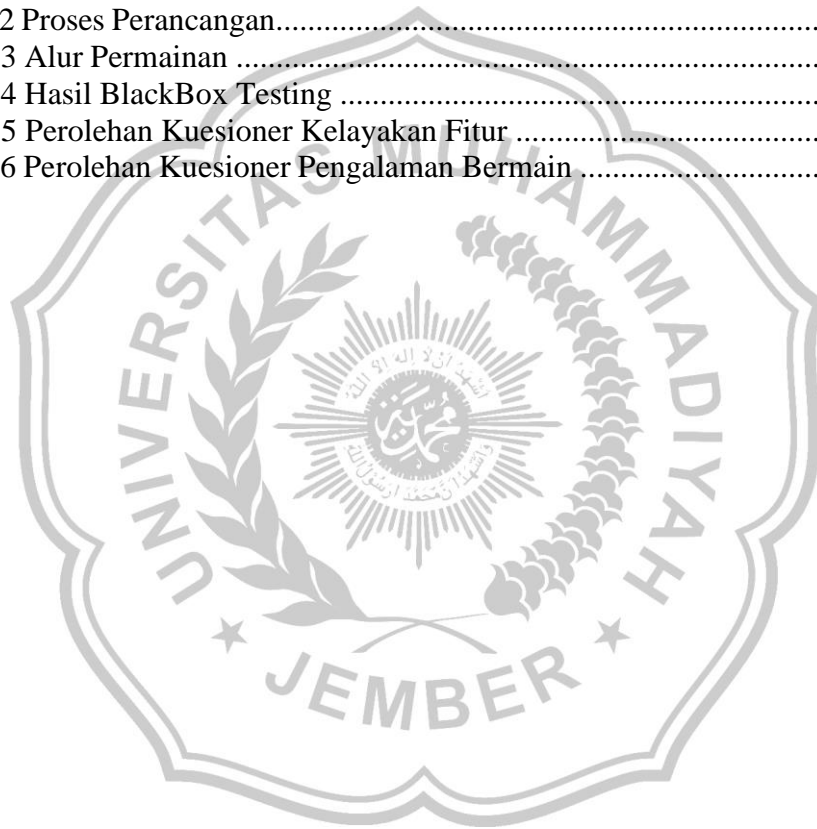 2 Proses Perancangan....................................................................
3 Alur Permainan .........................................................................
4 Hasil BlackBox Testing ............................................................
5 Perolehan Kuesioner Kelayakan Fitur ......................................
6 Perolehan Kuesioner Pengalaman Bermain ..............................
UNIVERSITAS MUHAMMADIYAH
JEMBER
محمد